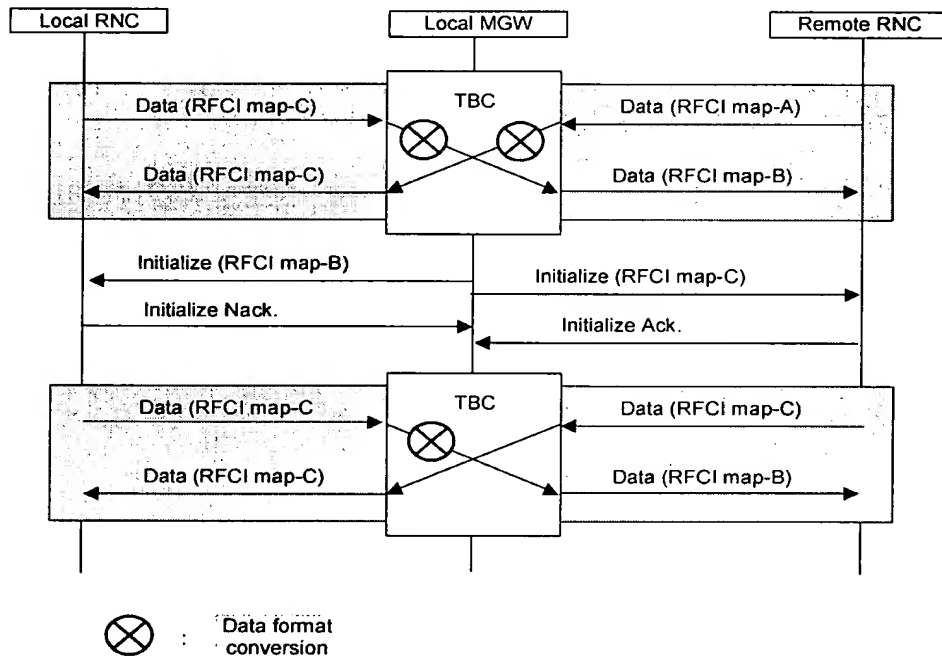 Local RNC
Local MGW
Remote RNC
TBC
Data (RFCI map-C)
Data (RFCI map-A)
Data (RFCI map-C)
Data (RFCI map-B)
Initialize (RFCI map-B)
Initialize (RFCI map-C)
Initialize Nack.
Initialize Ack.
TBC
Data (RFCI map-C
Data (RFCI map-C)
Data (RFCI map-C)
Data (RFCI map-B)
: Data format
conversion